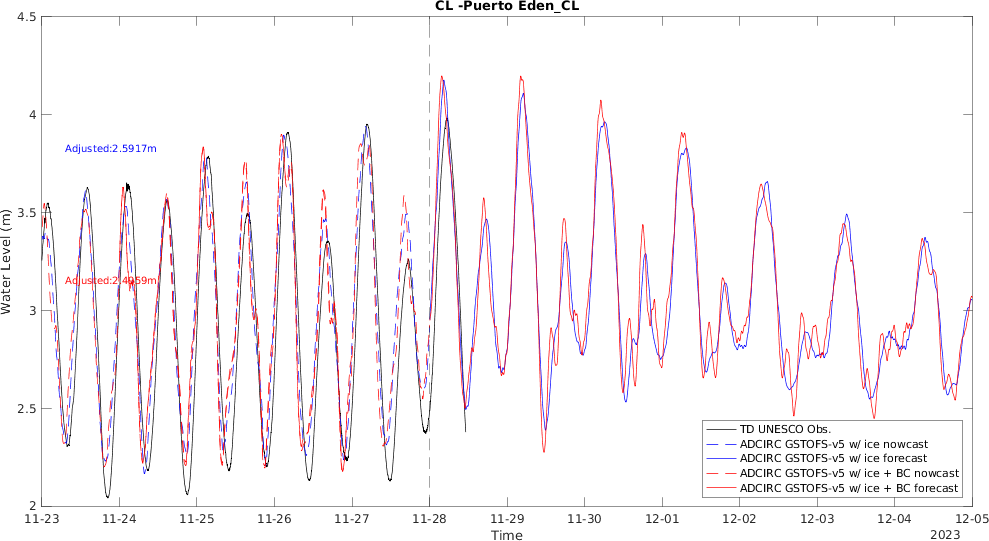 CL -Puerto Eden_CL
4.5
4
3.5
3
2.5
2
Water Level (m)
Adjusted:2.5917m
Adjusted:2.4959m
TD UNESCO Obs.
ADCIRC GSTOFS-v5 w/ ice nowcast
ADCIRC GSTOFS-v5 w/ ice forecast
ADCIRC GSTOFS-v5 w/ ice + BC nowcast
ADCIRC GSTOFS-v5 w/ ice + BC forecast
11-23 11-24 11-25 11-26 11-27 11-28 11-29 11-30 12-01 12-02 12-03 12-04 12-05
Time
2023